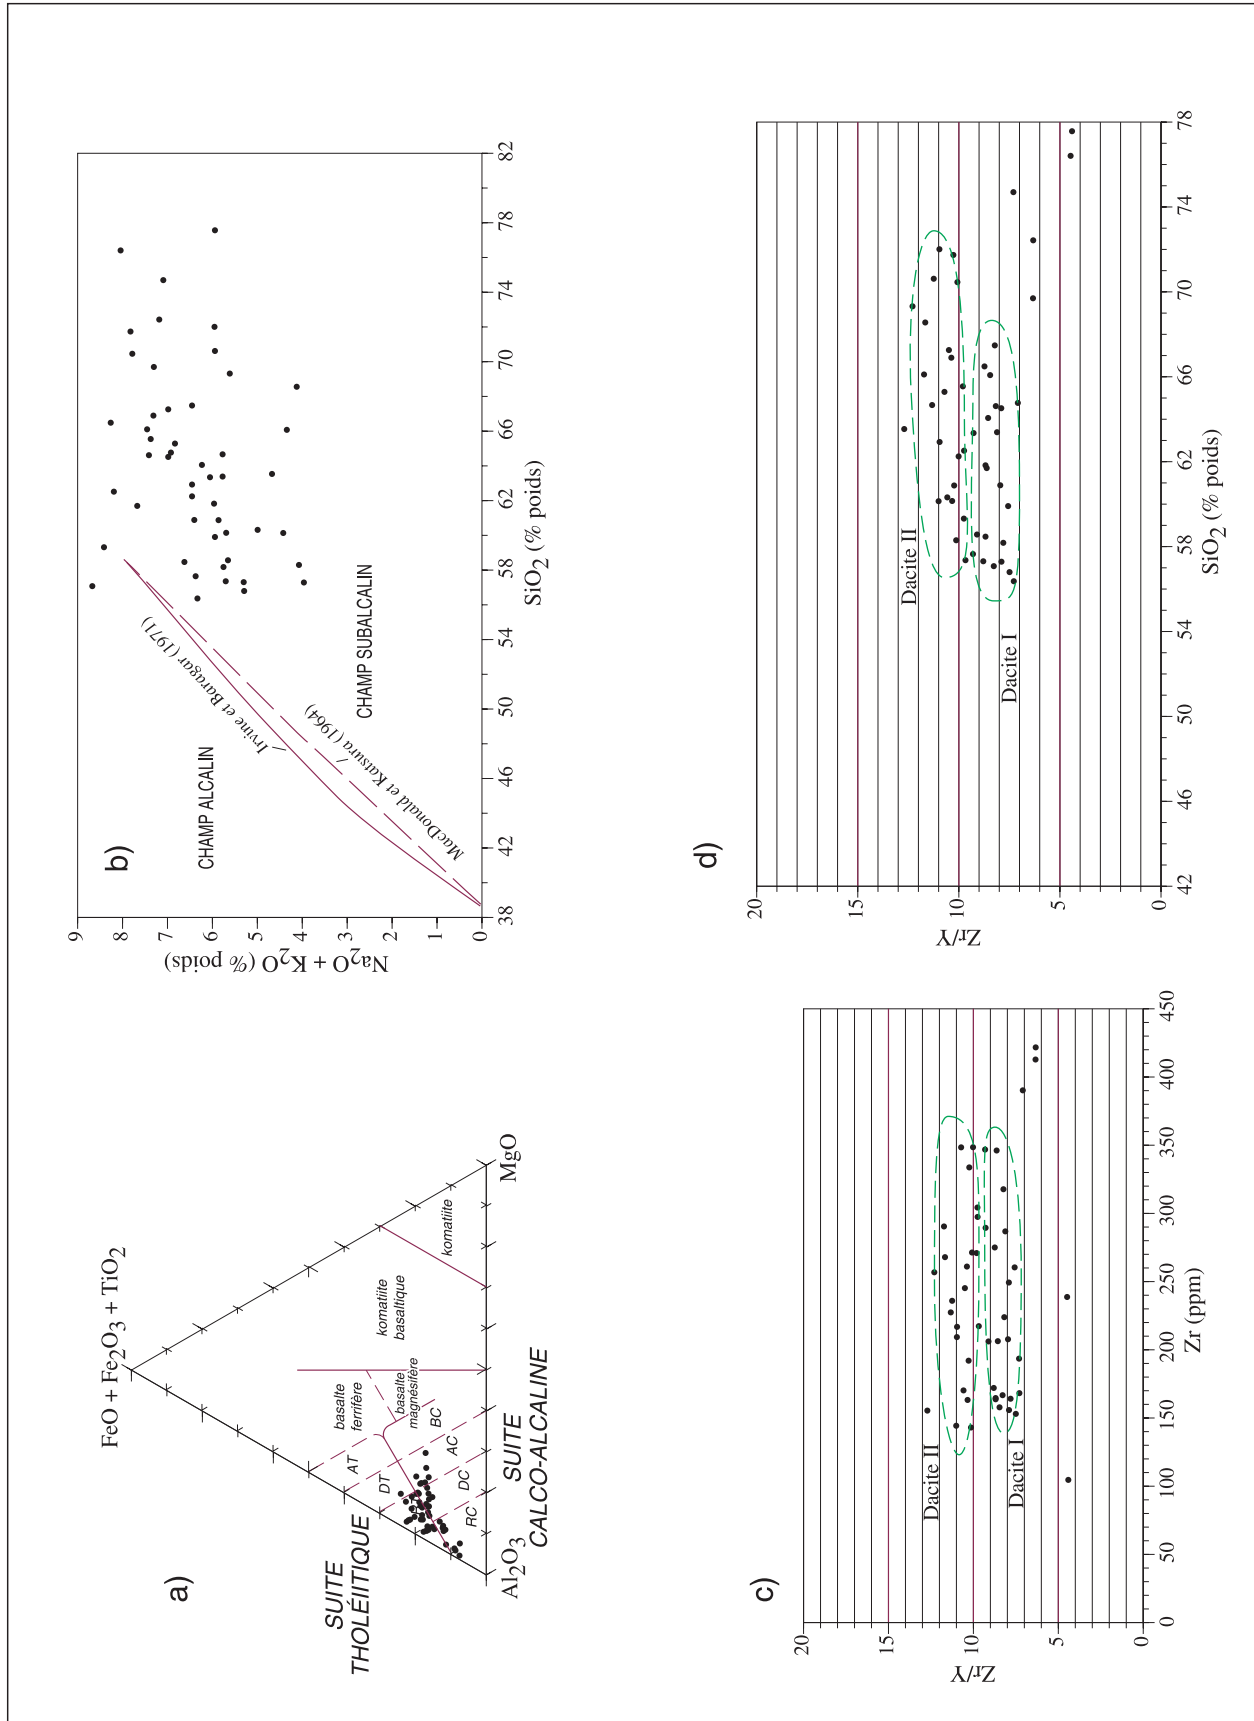 a)
FeO + Fe2O3 + TiO2
Al2O3
MgO
SUITE
THOLÉIITIQUE
SUITE
CALCO-ALCALINE
AT
DT
RC
DC
AC
BC
basalte
ferrifère
basalte
magnésifère
komatiite
basaltique
komatiite
b)
Na2O + K2O (% poids)
9
8
7
6
5
4
3
2
1
0
38
42
46
50
54
58
62
66
70
74
78
82
SiO2 (% poids)
CHAMP ALCALIN
CHAMP SUBALCALIN
Irvine et Baragar (1971)
MacDonald et Katsura (1964)
c)
Zr/Y
20
15
10
5
0
0
50
100
150
200
250
300
350
400
450
Zr (ppm)
Dacite II
Dacite I
d)
Zr/Y
20
15
10
5
0
42
46
50
54
58
62
66
70
74
78
SiO2 (% poids)
Dacite II
Dacite I